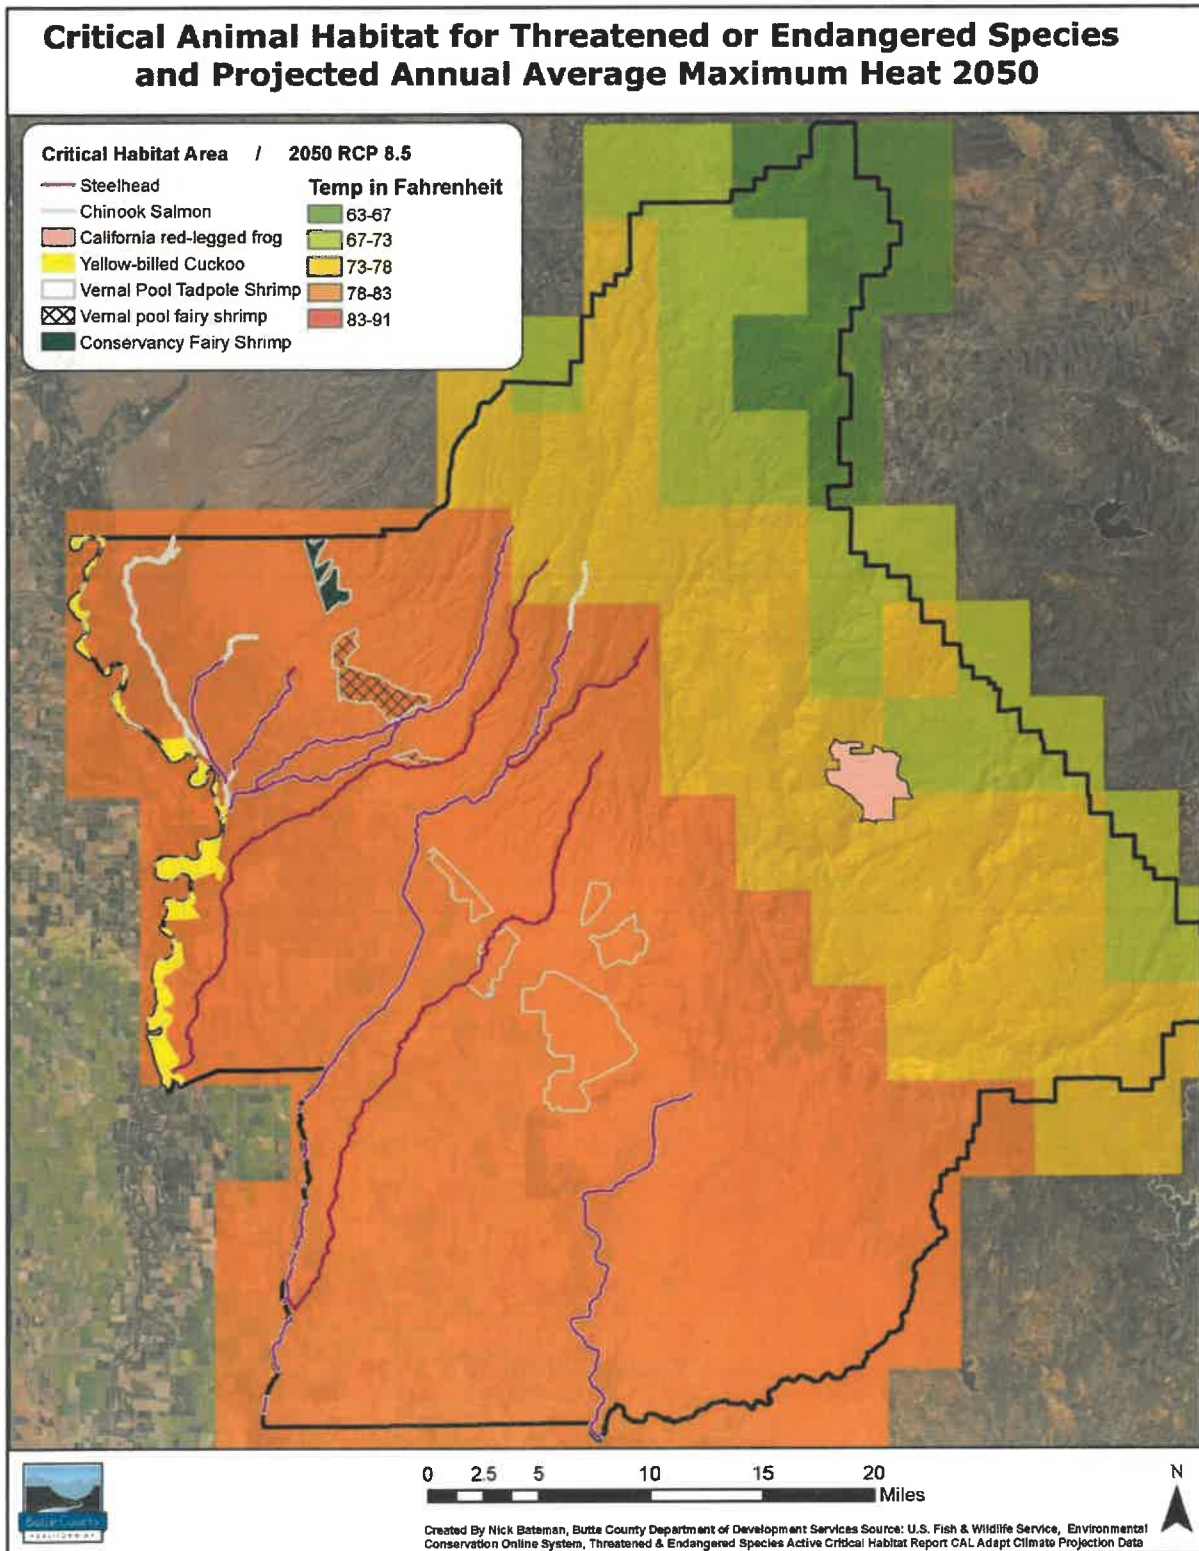 Critical Animal Habitat for Threatened or Endangered Species
and Projected Annual Average Maximum Heat 2050
Critical Habitat Area / 2050 RCP 8.5
Steelhead
Chinook Salmon
California red-legged frog
Yellow-billed Cuckoo
Vernal Pool Tadpole Shrimp
Vernal pool fairy shrimp
Conservancy Fairy Shrimp
Temp in Fahrenheit
63-67
67-73
73-78
78-83
83-91
Butte County
CALIFORNIA
0 2.5 5 10 15 20
Miles
N
Created By Nick Bateman, Butte County Department of Development Services Source: U.S. Fish & Wildlife Service, Environmental
Conservation Online System, Threatened & Endangered Species Active Critical Habitat Report CAL Adapt Climate Projection Data